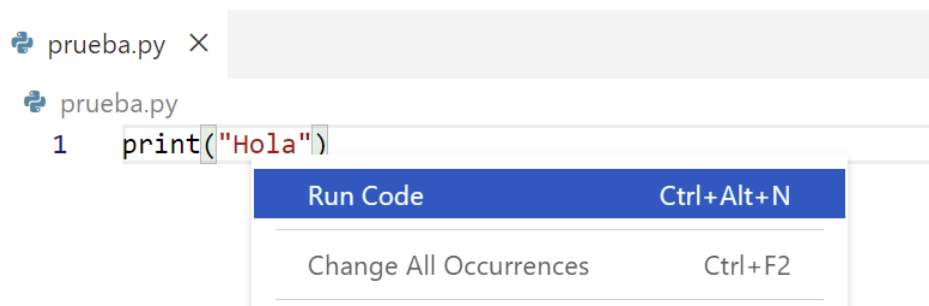 prueba.py
prueba.py
1 print("Hola")
Run Code Ctrl+Alt+N
Change All Occurrences Ctrl+F2